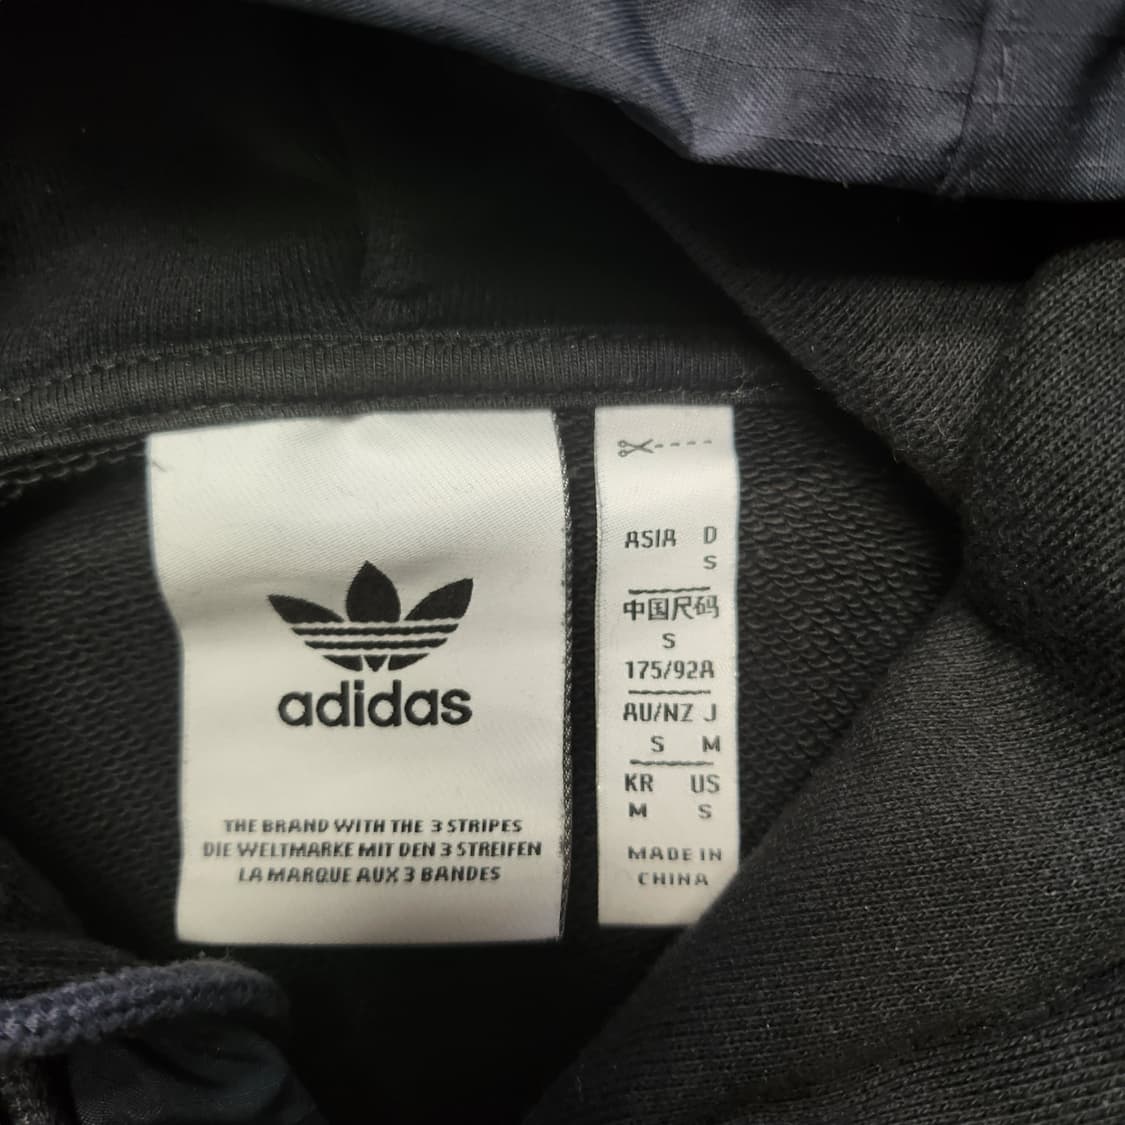 adidas
THE BRAND WITH THE 3 STRIPES
DIE WELTMARKE MIT DEN 3 STREIFEN
LA MARQUE AUX 3 BANDES
ASIA D
S
中国尺码
S
175/92A
AU/NZ J
S M
KR US
M S
MADE IN
CHINA